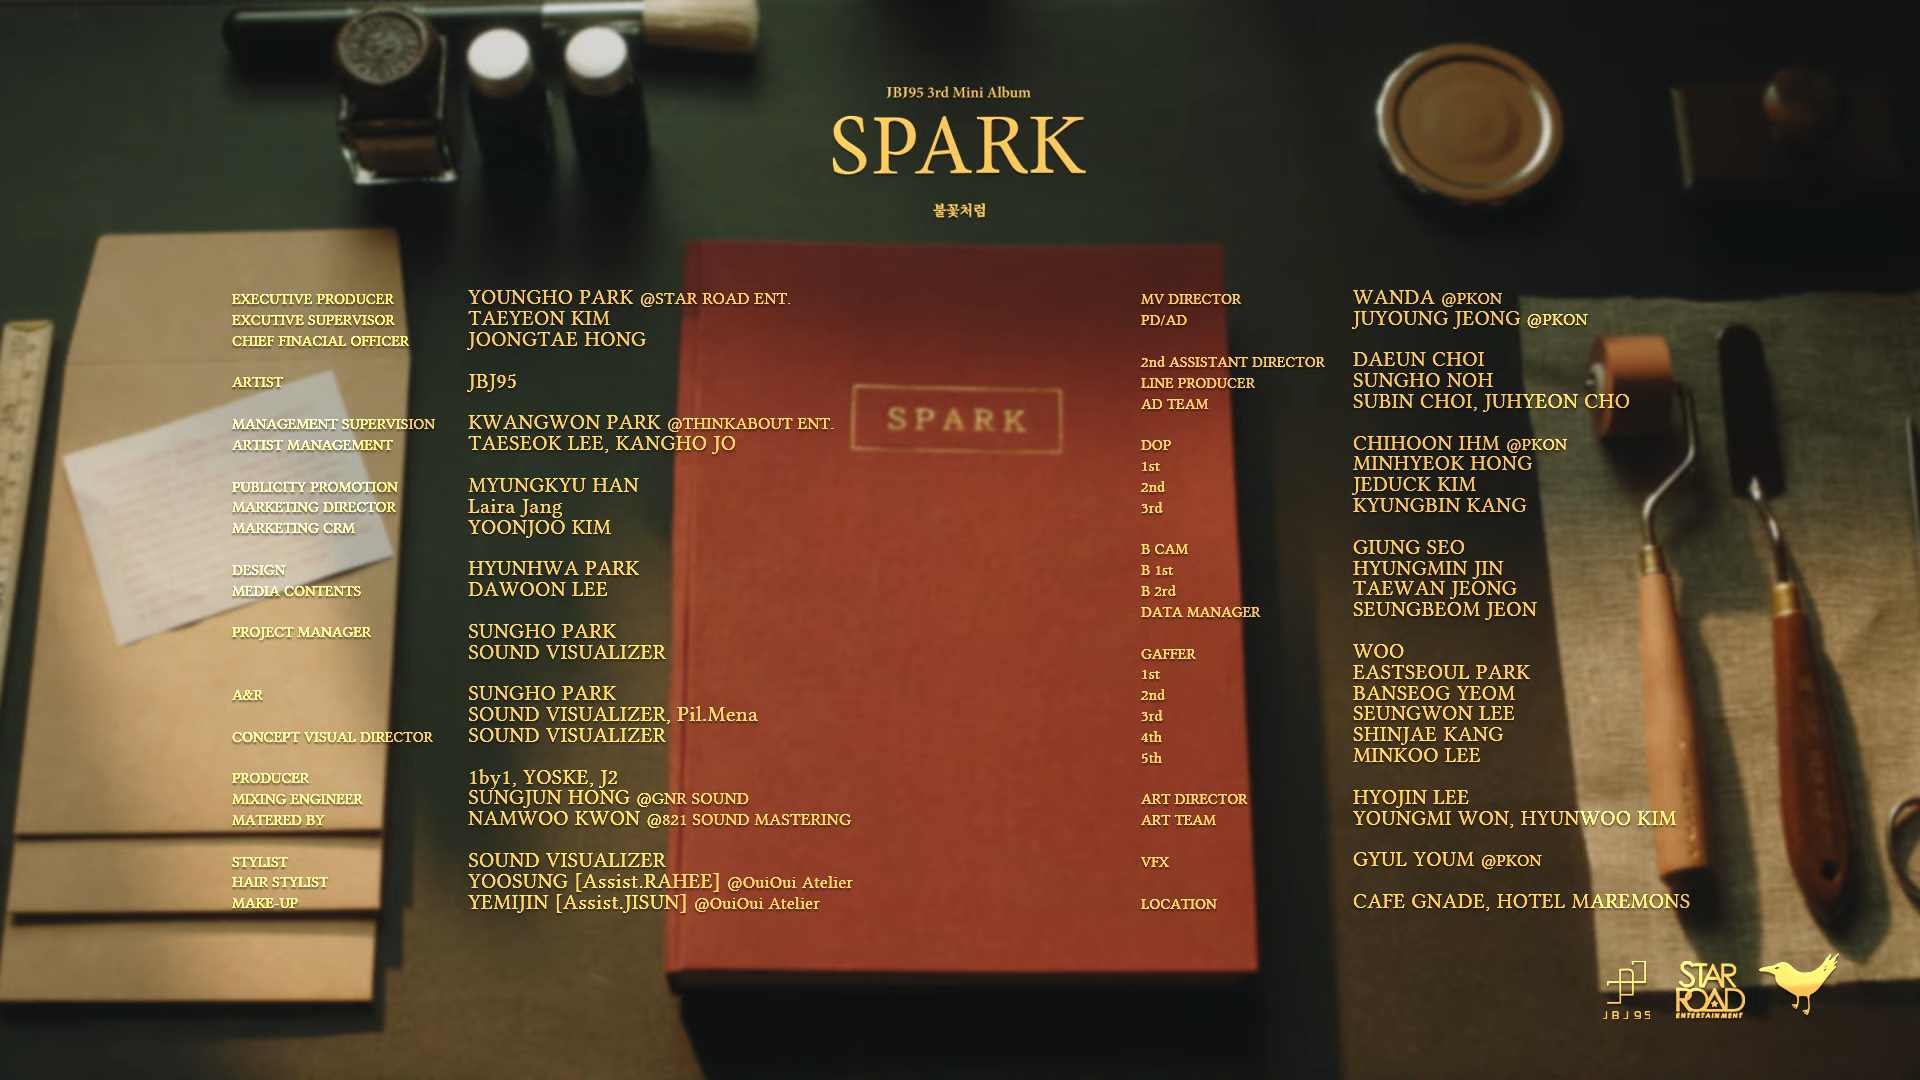 JBJ95 3rd Mini Album
SPARK
불꽃처럼
SPARK
EXECUTIVE PRODUCER YOUNGHO PARK @STAR ROAD ENT.
EXCUTIVE SUPERVISOR TAEYEON KIM
CHIEF FINACIAL OFFICER JOONGTAE HONG
ARTIST JBJ95
MANAGEMENT SUPERVISION KWANGWON PARK @THINKABOUT ENT.
ARTIST MANAGEMENT TAESEOK LEE, KANGHO JO
PUBLICITY PROMOTION MYUNGKYU HAN
MARKETING DIRECTOR Laira Jang
MARKETING CRM YOONJOO KIM
DESIGN HYUNHWA PARK
MEDIA CONTENTS DAWOON LEE
PROJECT MANAGER SUNGHO PARK
SOUND VISUALIZER
A&R SUNGHO PARK
SOUND VISUALIZER, Pil.Mena
CONCEPT VISUAL DIRECTOR SOUND VISUALIZER
PRODUCER 1by1, YOSKE, J2
MIXING ENGINEER SUNGJUN HONG @GNR SOUND
MATERED BY NAMWOO KWON @821 SOUND MASTERING
STYLIST SOUND VISUALIZER
HAIR STYLIST YOOSUNG [Assist.RAHEE] @OuiOui Atelier
MAKE-UP YEMIJIN [Assist.JISUN] @OuiOui Atelier
MV DIRECTOR WANDA @PKON
PD/AD JUYOUNG JEONG @PKON
2nd ASSISTANT DIRECTOR DAEUN CHOI
LINE PRODUCER SUNGHO NOH
AD TEAM SUBIN CHOI, JUHYEON CHO
DOP CHIHOON IHM @PKON
1st MINHYEOK HONG
2nd JEDUCK KIM
3rd KYUNGBIN KANG
B CAM GIUNG SEO
B 1st HYUNGMIN JIN
B 2rd TAEWAN JEONG
DATA MANAGER SEUNGBEOM JEON
GAFFER WOO
1st EASTSEOUL PARK
2nd BANSEOG YEOM
3rd SEUNGWON LEE
4th SHINJAE KANG
5th MINKOO LEE
ART DIRECTOR HYOJIN LEE
ART TEAM YOUNGMI WON, HYUNWOO KIM
VFX GYUL YOUM @PKON
LOCATION CAFE GNADE, HOTEL MAREMONS
JBJ95
STAR
ROAD
ENTERTAINMENT